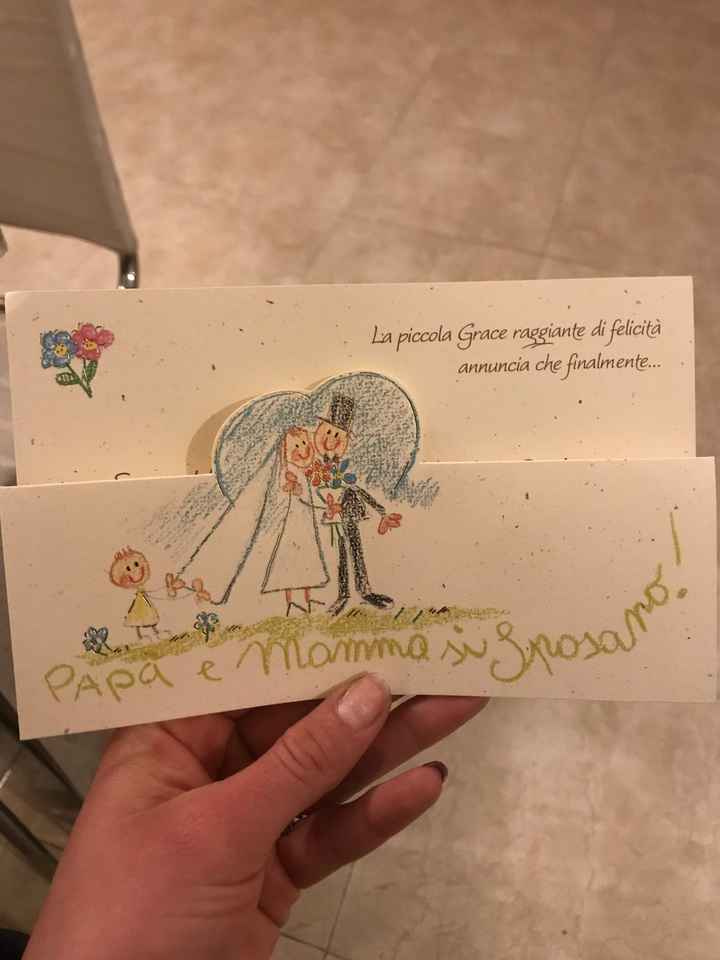 La piccola Grace raggiante di felicità
annuncia che finalmente...
PAPà e Mamma si Sposano!